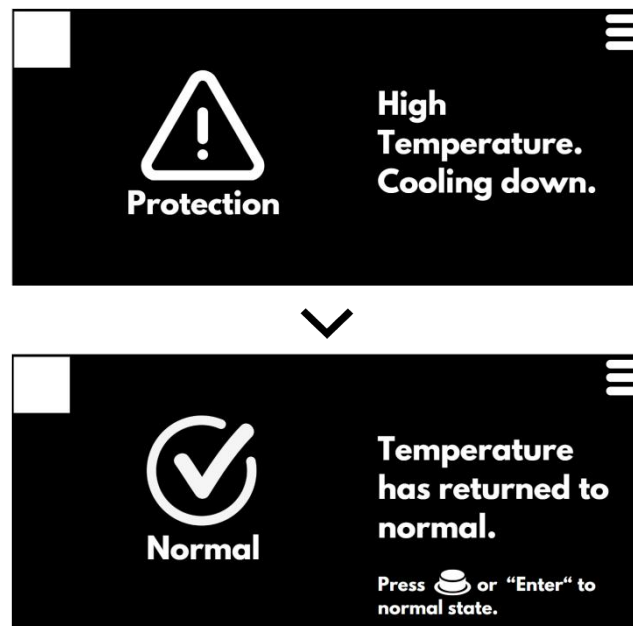 High
Temperature.
Cooling down.
Protection
Temperature
has returned to
normal.
Normal
Press or “Enter“ to
normal state.